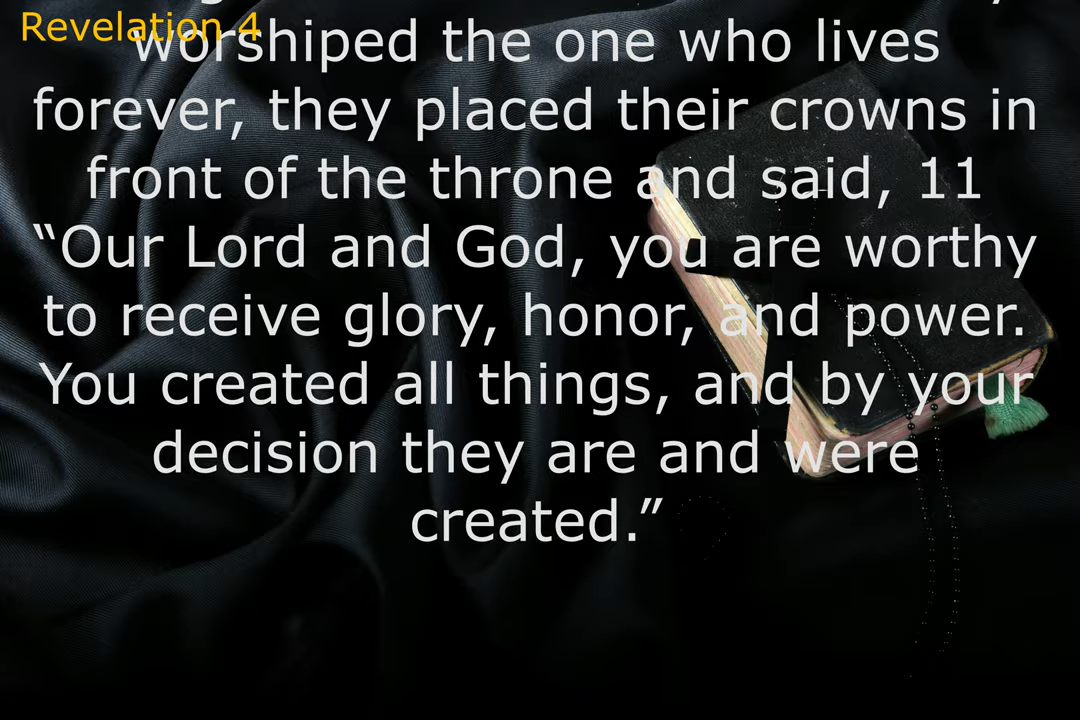 Revelation 4
worshiped the one who lives
forever, they placed their crowns in
front of the throne and said, 11
“Our Lord and God, you are worthy
to receive glory, honor, and power.
You created all things, and by your
decision they are and were
created.”